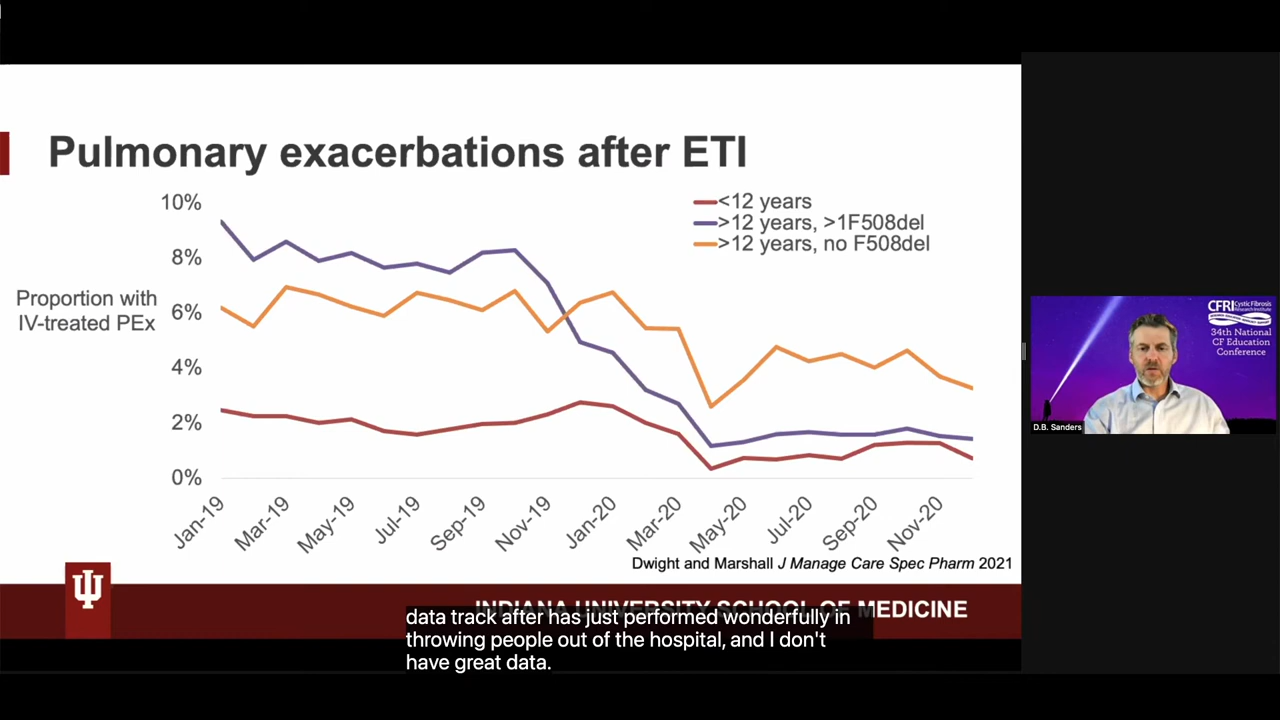 Pulmonary exacerbations after ETI
<12 years
>12 years, >1F508del
>12 years, no F508del
Proportion with
IV-treated PEx
10%
8%
6%
4%
2%
0%
Jan-19
Mar-19
May-19
Jul-19
Sep-19
Nov-19
Jan-20
Mar-20
May-20
Jul-20
Sep-20
Nov-20
Dwight and Marshall J Manage Care Spec Pharm 2021
INDIANA UNIVERSITY SCHOOL OF MEDICINE
data track after has just performed wonderfully in
throwing people out of the hospital, and I don't
have great data.
CFRI Cystic Fibrosis
Research Institute
34th National
CF Education
Conference
D.B. Sanders